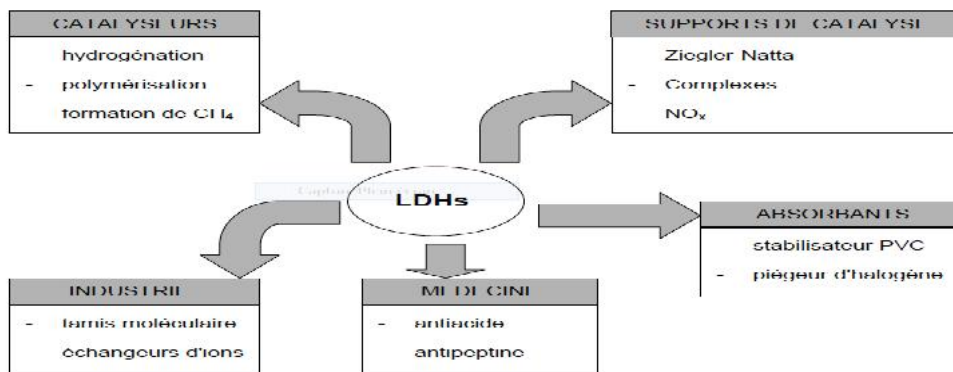 CATALYSEURS
hydrogénation
- polymérisation
formation de CH₄
SUPPORTS DE CATALYSE
Ziegler Natta
- Complexes
NOₓ
LDHs
ABSORBANTS
stabilisateur PVC
- piégeur d'halogène
INDUSTRIE
- tamis moléculaire
échangeurs d'ions
MEDECINE
- antiacide
antipeptine